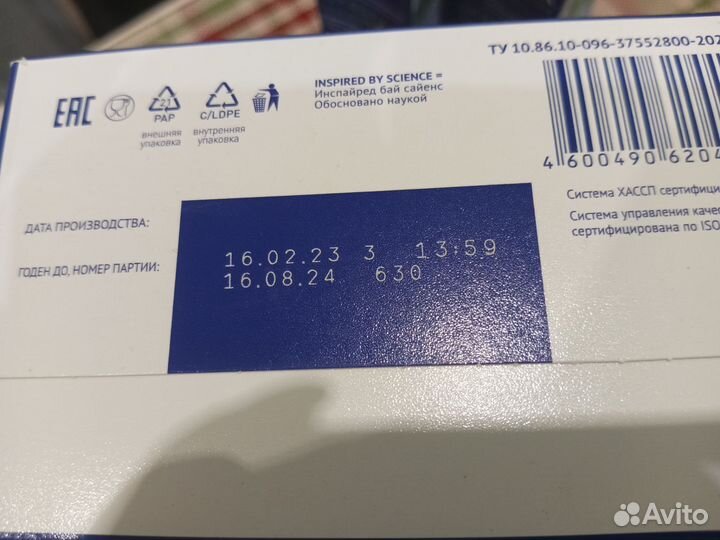 ТУ 10.86.10-096-37552800-202
INSPIRED BY SCIENCE =
Инспайред бай сайенс
Обосновано наукой
EAC
21
PAP
C/LDPE
внешняя
упаковка
внутренняя
упаковка
4 600490 6204
Система ХАССП сертифици
Система управления каче
сертифицирована по ISO
ДАТА ПРОИЗВОДСТВА:
16.02.23 3 13:59
ГОДЕН ДО, НОМЕР ПАРТИИ:
16.08.24 630
Avito